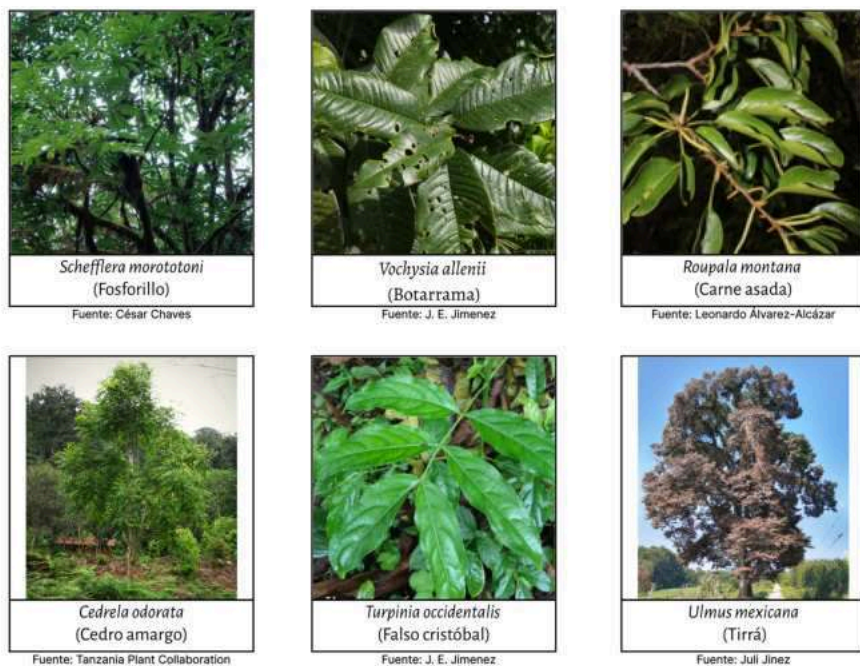 Schefflera morototoni
(Fosforillo)
Fuente: César Chaves
Vochysia allenii
(Botarrama)
Fuente: J. E. Jimenez
Roupala montana
(Carne asada)
Fuente: Leonardo Álvarez-Alcázar
Cedrela odorata
(Cedro amargo)
Fuente: Tanzania Plant Collaboration
Turpinia occidentalis
(Falso cristóbal)
Fuente: J. E. Jimenez
Ulmus mexicana
(Tirrá)
Fuente: Juli Jinez